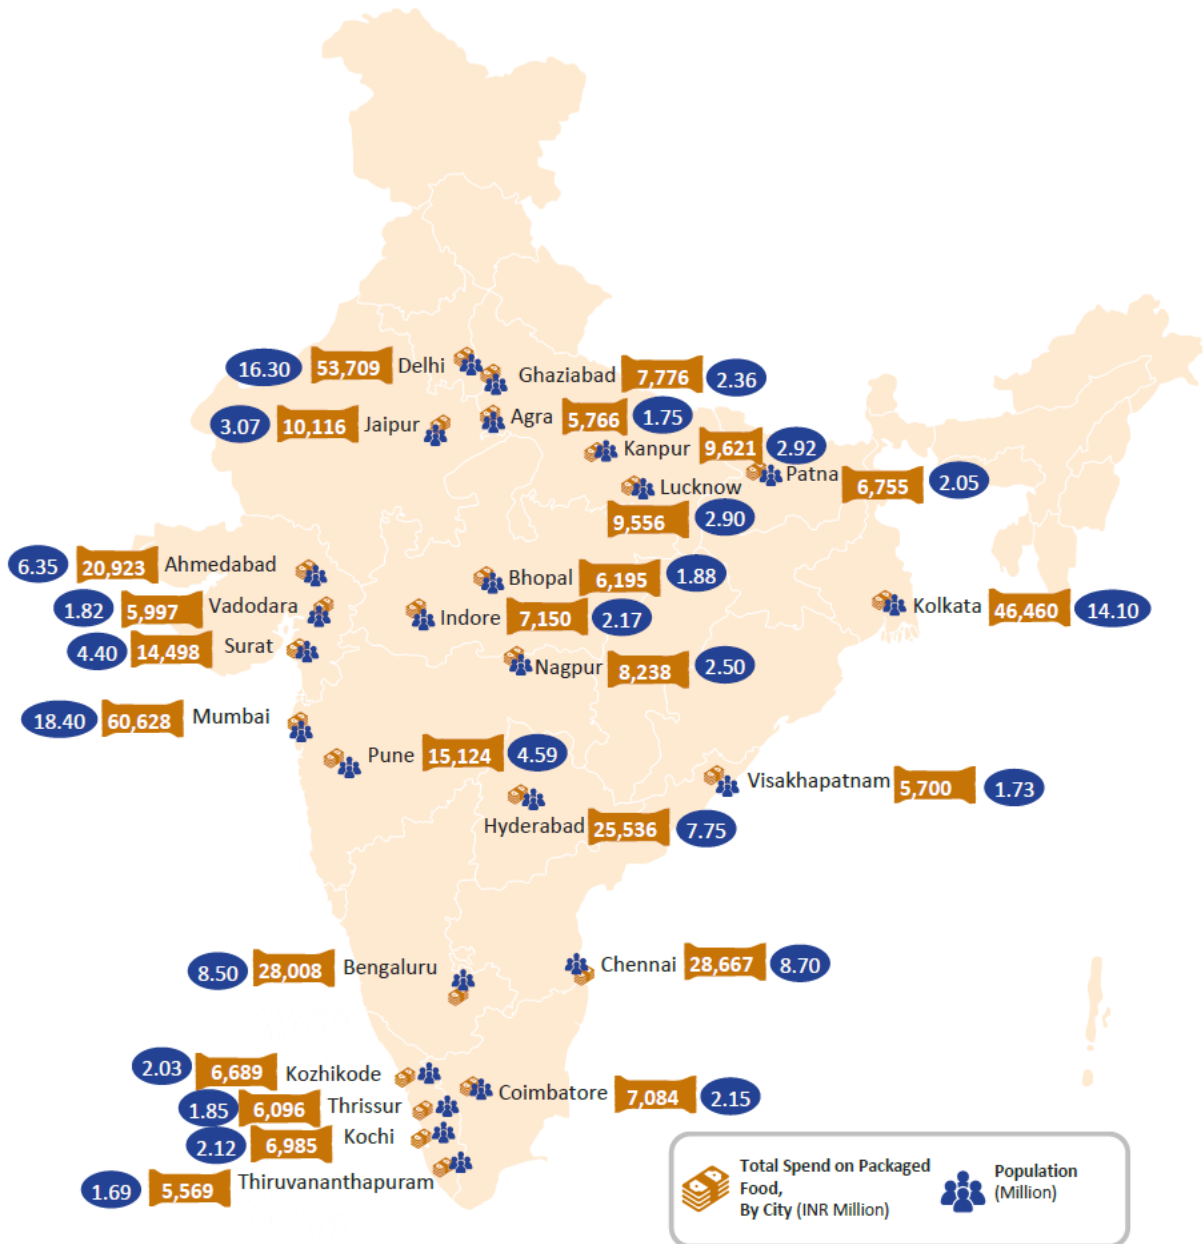 16.30 53,709 Delhi
Ghaziabad 7,776 2.36
3.07 10,116 Jaipur
Agra 5,766 1.75
Kanpur 9,621 2.92
Patna 6,755 2.05
Lucknow
9,556 2.90
6.35 20,923 Ahmedabad
Bhopal 6,195 1.88
1.82 5,997 Vadodara
Indore 7,150 2.17
Kolkata 46,460 14.10
4.40 14,498 Surat
Nagpur 8,238 2.50
18.40 60,628 Mumbai
Pune 15,124 4.59
Visakhapatnam 5,700 1.73
Hyderabad 25,536 7.75
8.50 28,008 Bengaluru
Chennai 28,667 8.70
2.03 6,689 Kozhikode
Coimbatore 7,084 2.15
1.85 6,096 Thrissur
2.12 6,985 Kochi
1.69 5,569 Thiruvananthapuram
Total Spend on Packaged
Food,
By City (INR Million)
Population
(Million)